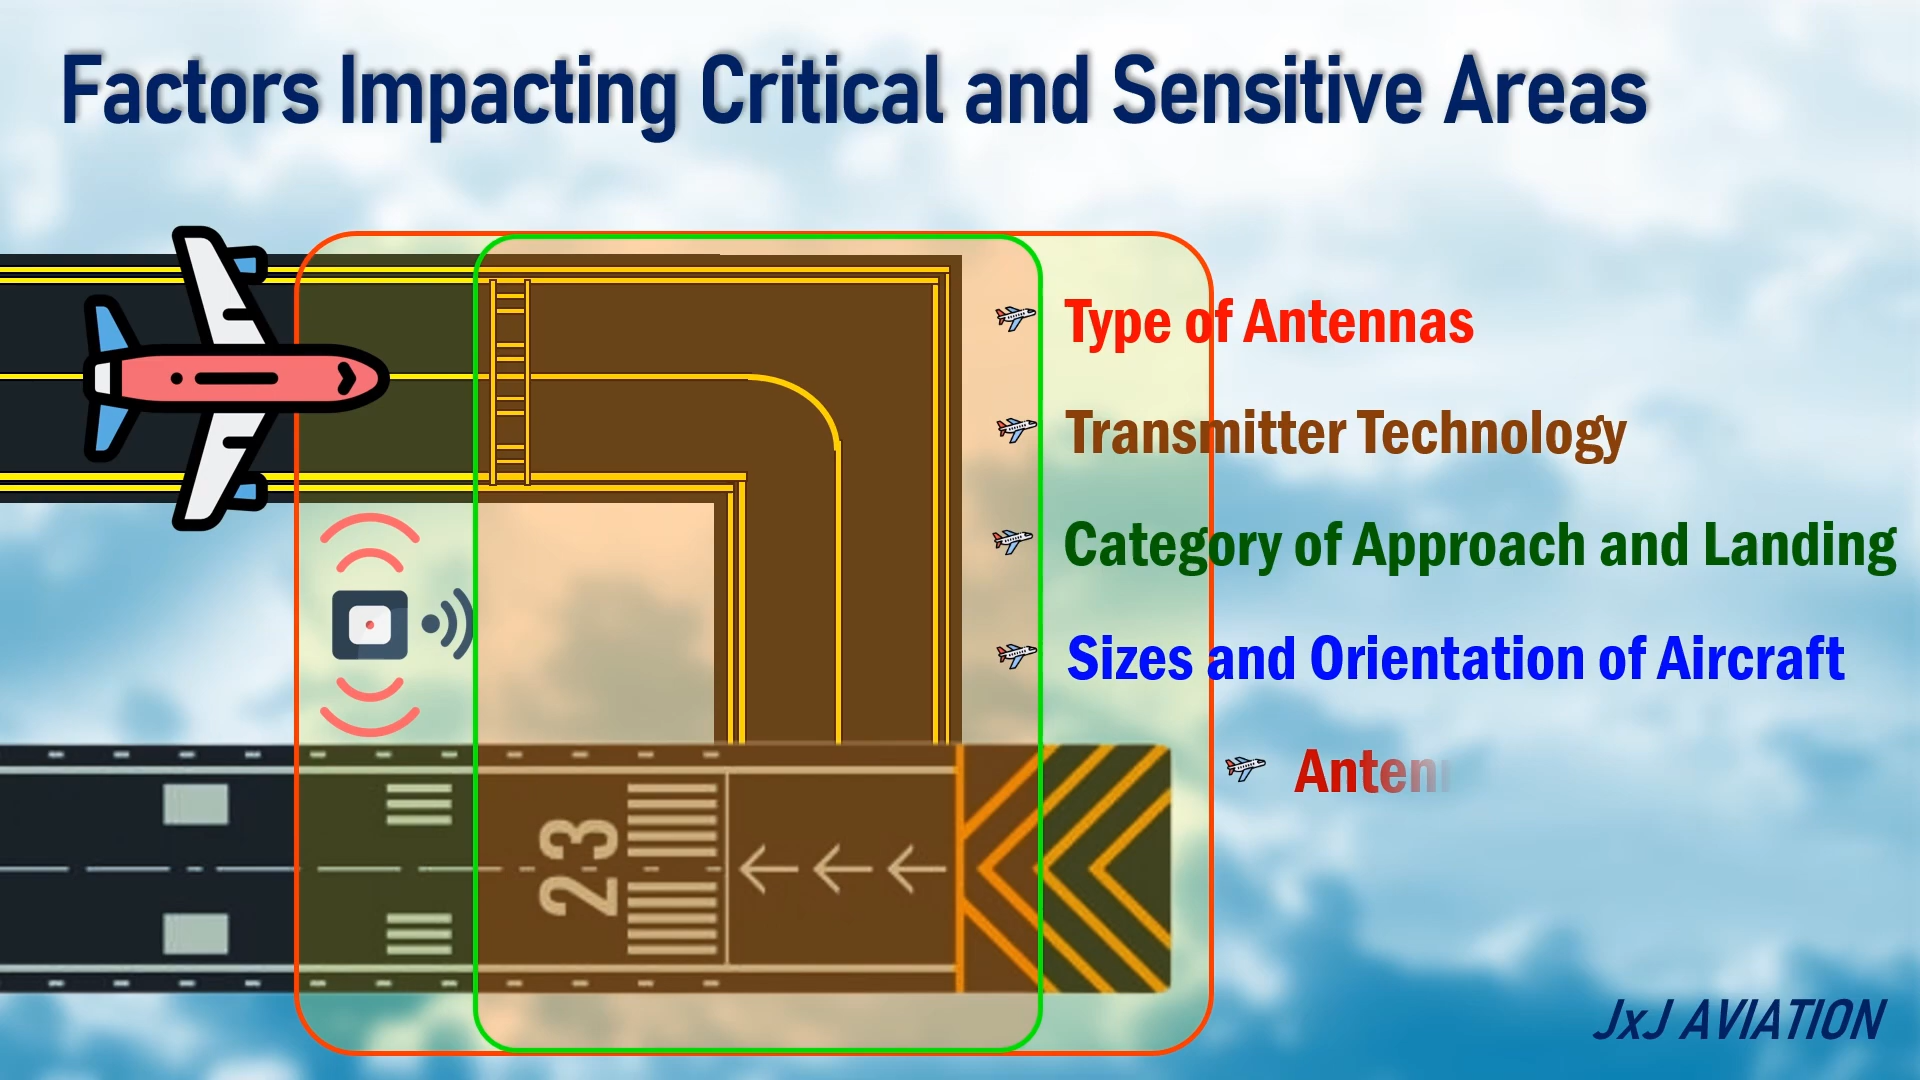 Factors Impacting Critical and Sensitive Areas
Type of Antennas
Transmitter Technology
Category of Approach and Landing
Sizes and Orientation of Aircraft
Anten
23
JxJ AVIATION